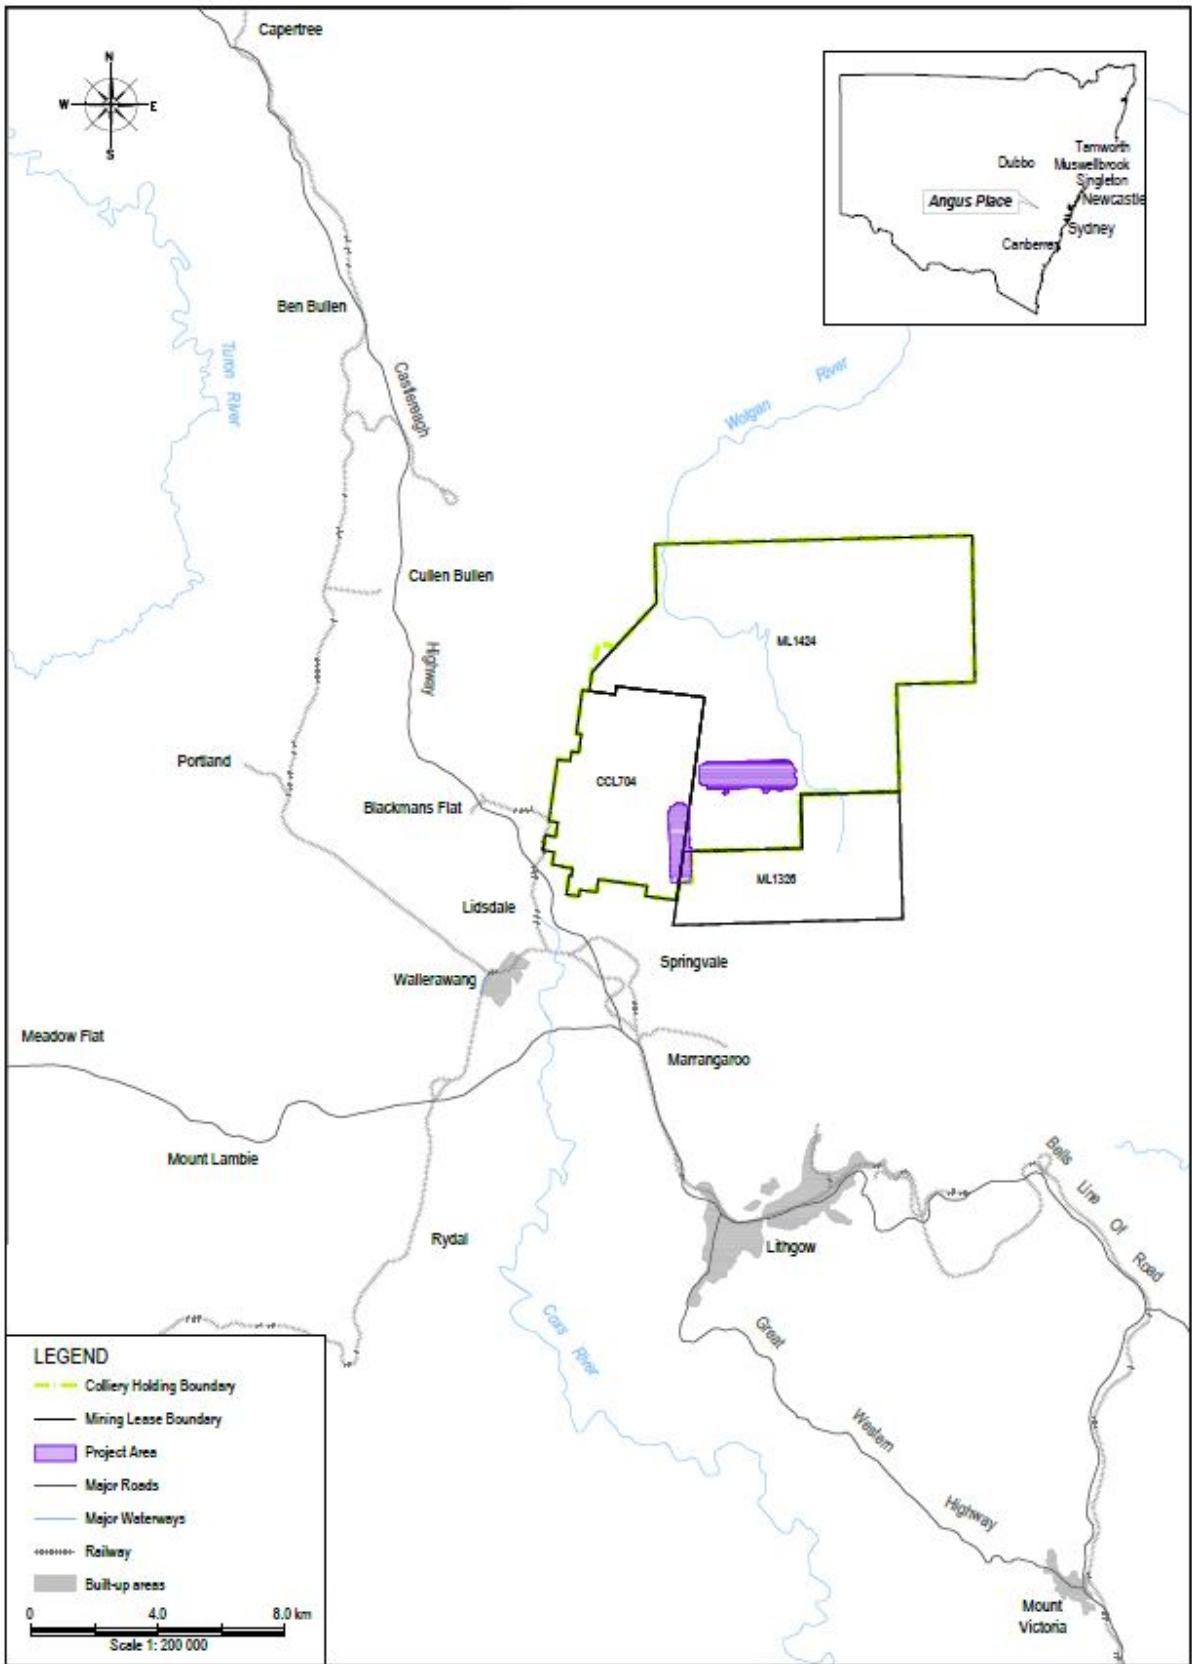 Capertree
N
W
E
S
Tamworth
Dubbo
Muswellbrook
Singleton
Angus Place
Newcastle
Sydney
Canberra
Ben Bullen
Turon River
Castlereagh
Wolgan River
Cullen Bullen
Highway
ML1424
Portland
CCL704
Blackmans Flat
ML1326
Lidsdale
Springvale
Wallerawang
Meadow Flat
Marrangaroo
Mount Lambie
Bells Line Of Road
Rydal
Lithgow
Coxs River
Great Western Highway
Mount
Victoria
LEGEND
Colliery Holding Boundary
Mining Lease Boundary
Project Area
Major Roads
Major Waterways
Railway
Built-up areas
0 4.0 8.0 km
Scale 1: 200 000